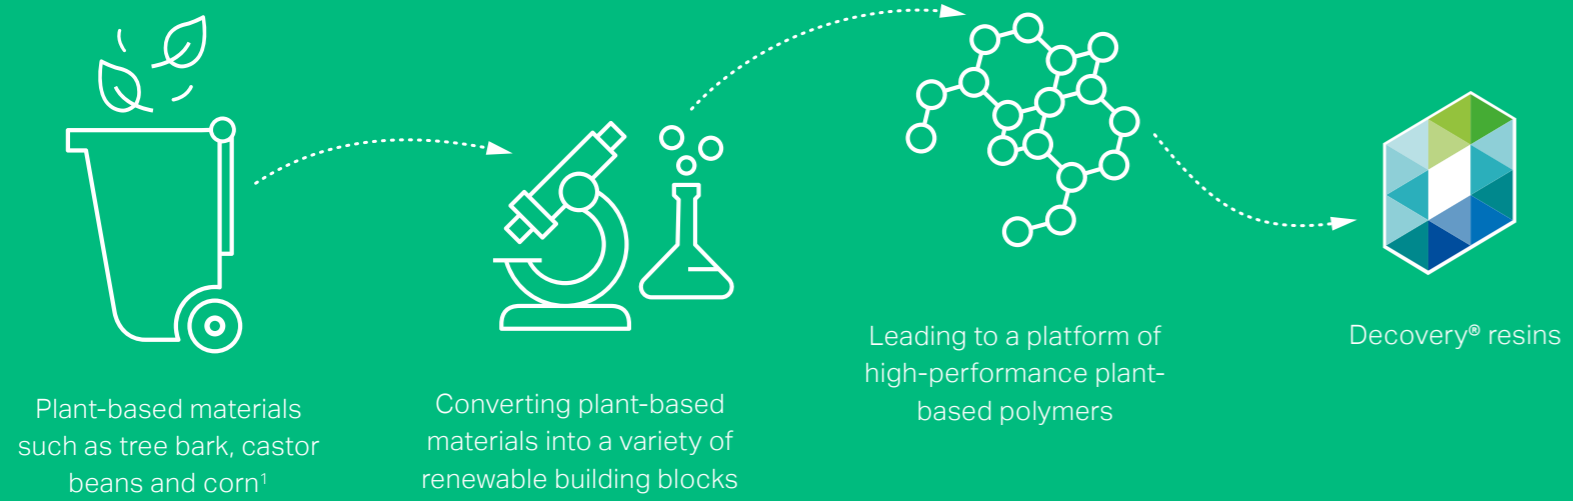 Plant-based materials
such as tree bark, castor
beans and corn¹
Converting plant-based
materials into a variety of
renewable building blocks
Leading to a platform of
high-performance plant-
based polymers
Decovery® resins